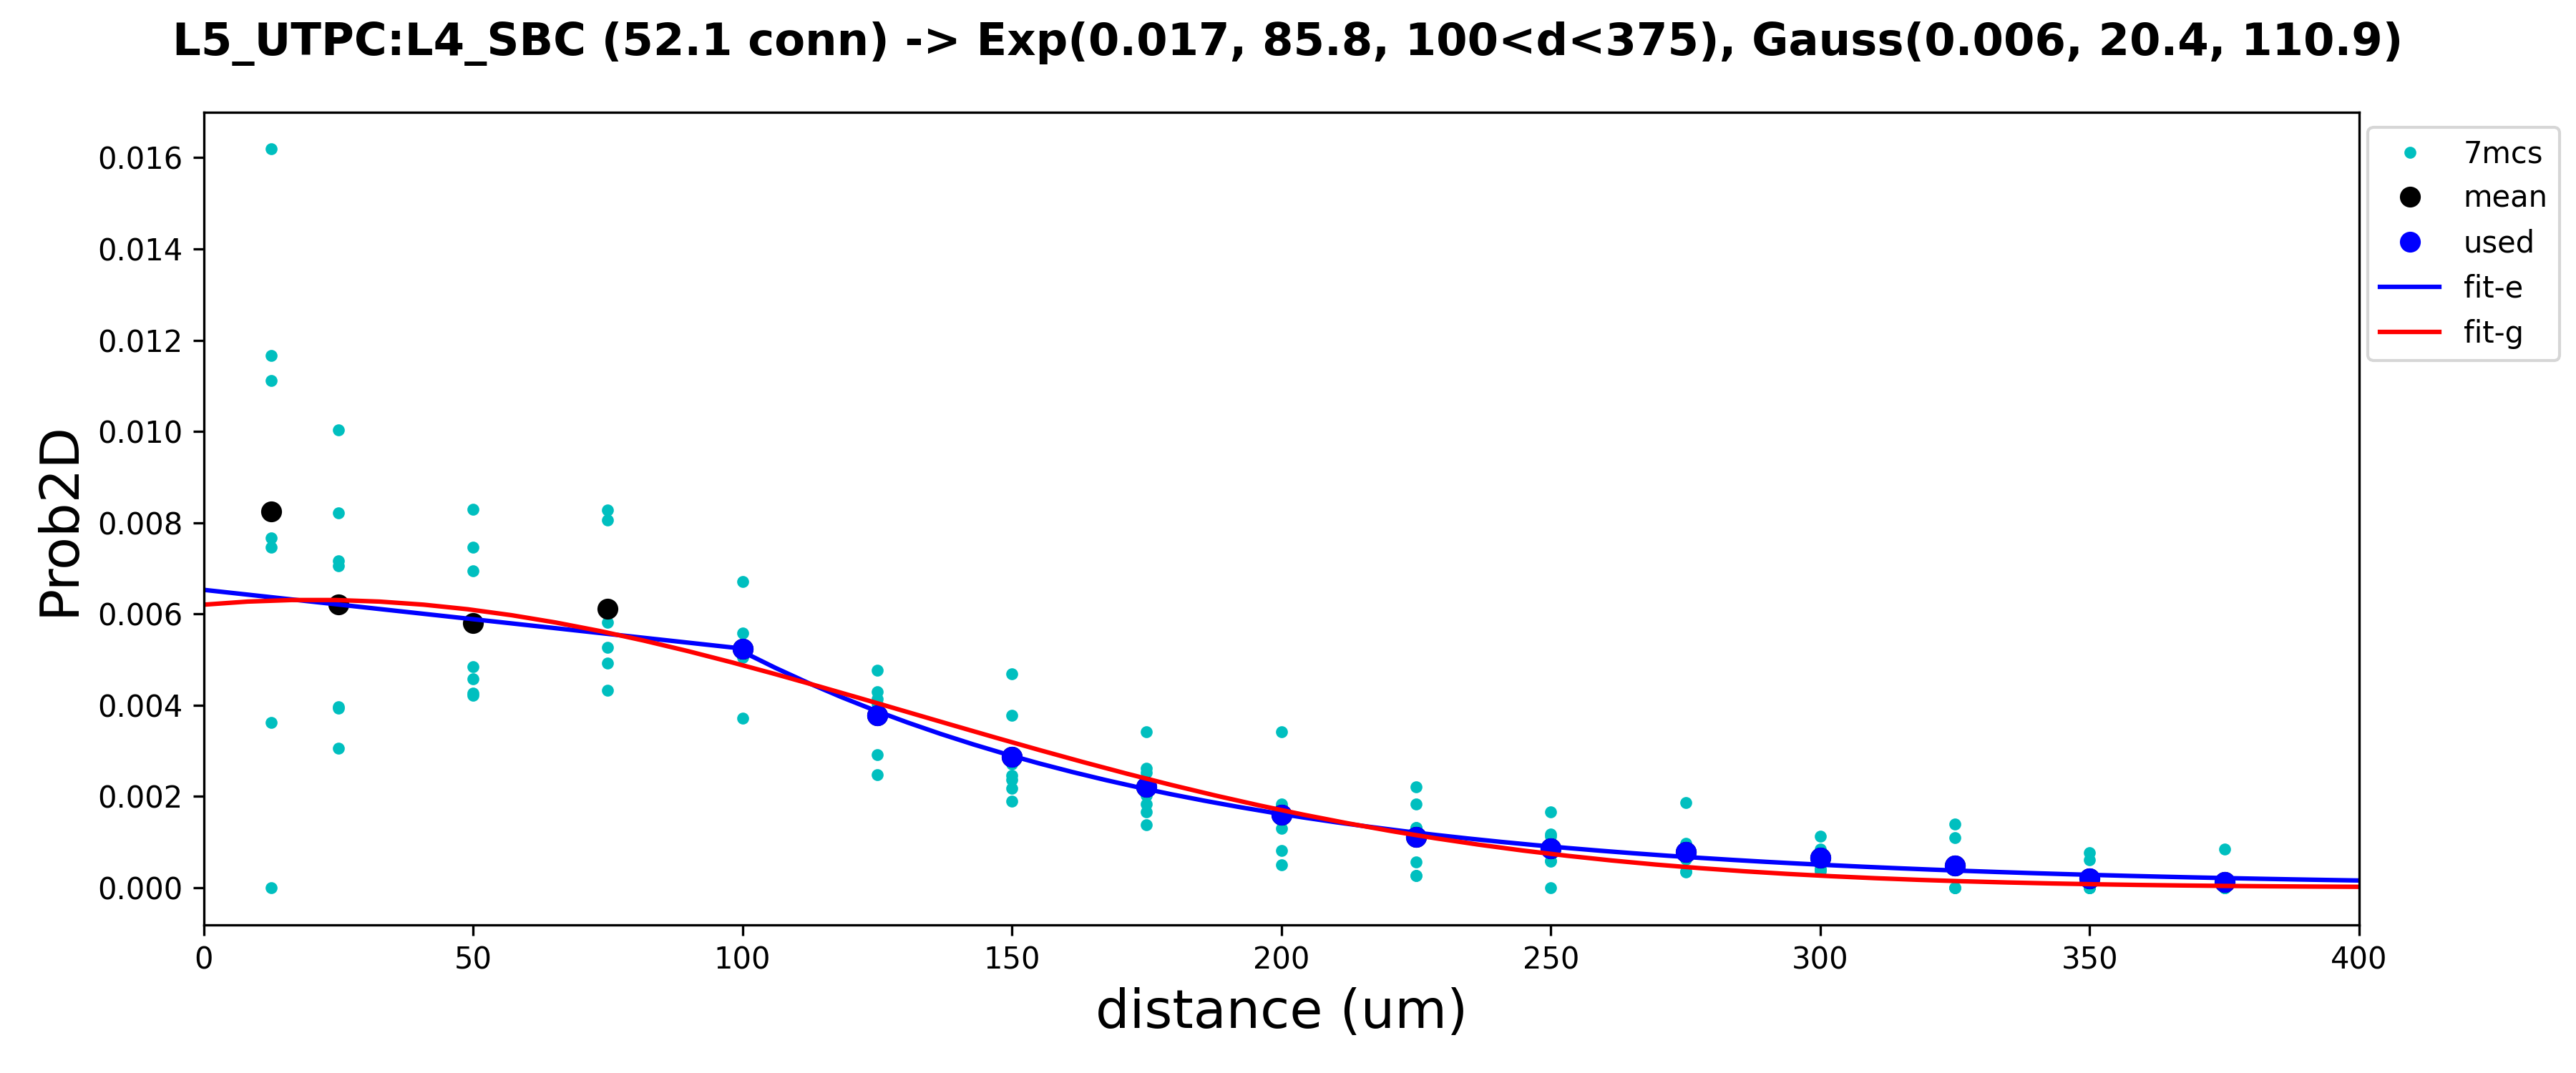 L5_UTPC:L4_SBC (52.1 conn) -> Exp(0.017, 85.8, 100<d<375), Gauss(0.006, 20.4, 110.9)
Prob2D
0.016
0.014
0.012
0.010
0.008
0.006
0.004
0.002
0.000
0 50 100 150 200 250 300 350 400
distance (um)
7mcs
mean
used
fit-e
fit-g